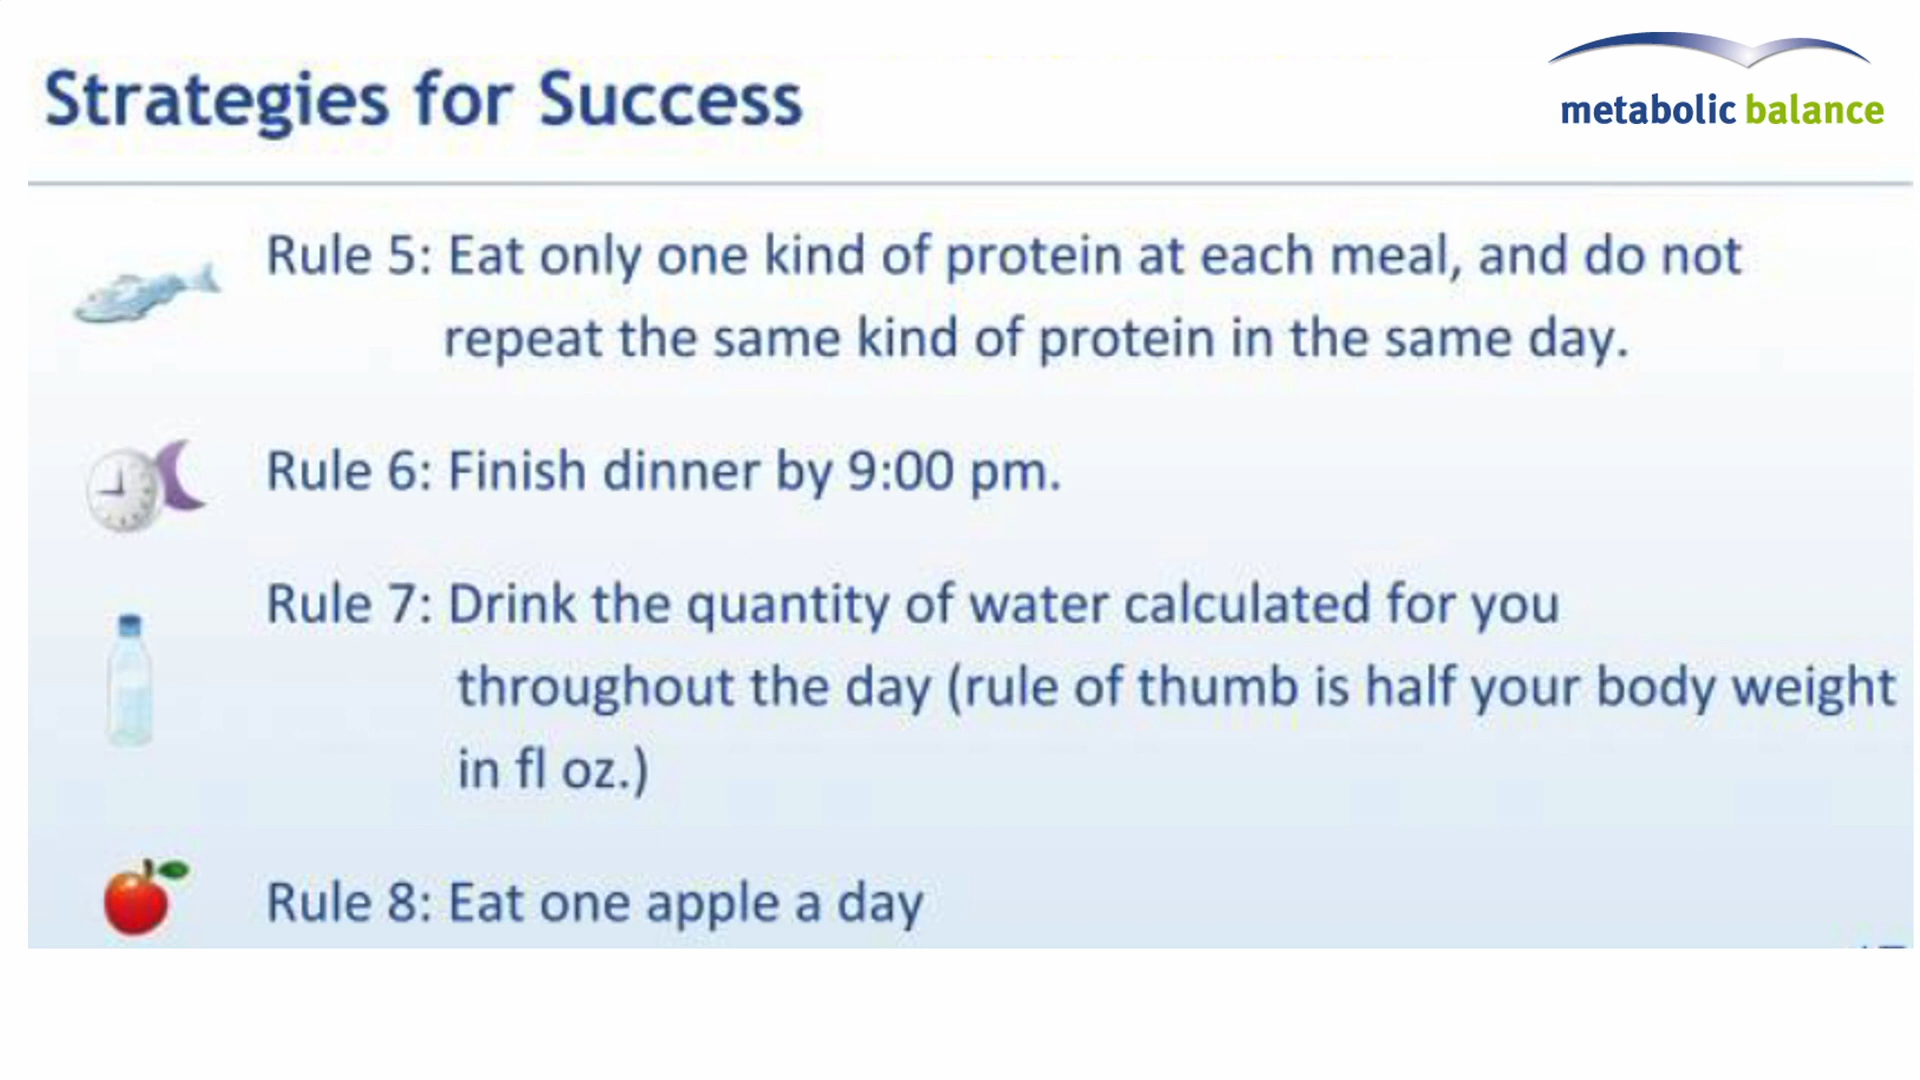 Strategies for Success
metabolic balance
Rule 5: Eat only one kind of protein at each meal, and do not
repeat the same kind of protein in the same day.
Rule 6: Finish dinner by 9:00 pm.
Rule 7: Drink the quantity of water calculated for you
throughout the day (rule of thumb is half your body weight
in fl oz.)
Rule 8: Eat one apple a day